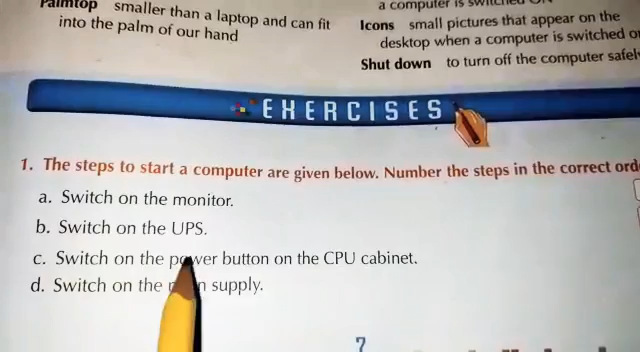 Palmtop smaller than a laptop and can fit
into the palm of our hand
a computer is switched ON
Icons small pictures that appear on the
desktop when a computer is switched
Shut down to turn off the computer safely
EXERCISES
1. The steps to start a computer are given below. Number the steps in the correct
a. Switch on the monitor.
b. Switch on the UPS.
c. Switch on the power button on the CPU cabinet.
d. Switch on the supply.
7